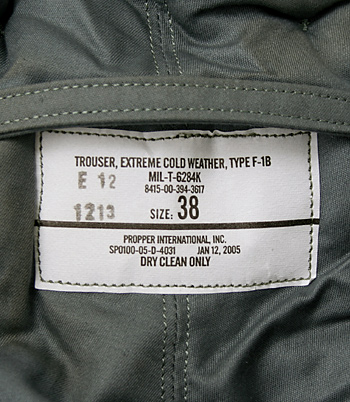 TROUSER, EXTREME COLD WEATHER, TYPE F-1B
E 12 MIL-T-6284K
8415-00-394-3617
1213 SIZE: 38
PROPPER INTERNATIONAL, INC.
SP0100-05-D-4031 JAN 12, 2005
DRY CLEAN ONLY